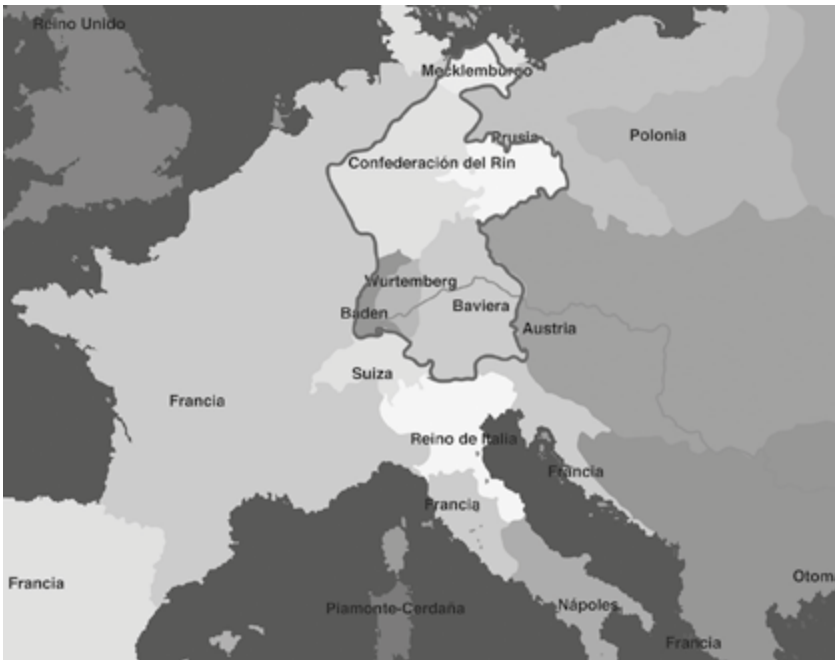 Reino Unido
Mecklemburgo
Prusia
Polonia
Confederación del Rin
Wurtemberg
Baden
Baviera
Austria
Suiza
Francia
Reino de Italia
Francia
Francia
Francia
Otom
Piamonte-Cerdaña
Nápoles
Francia